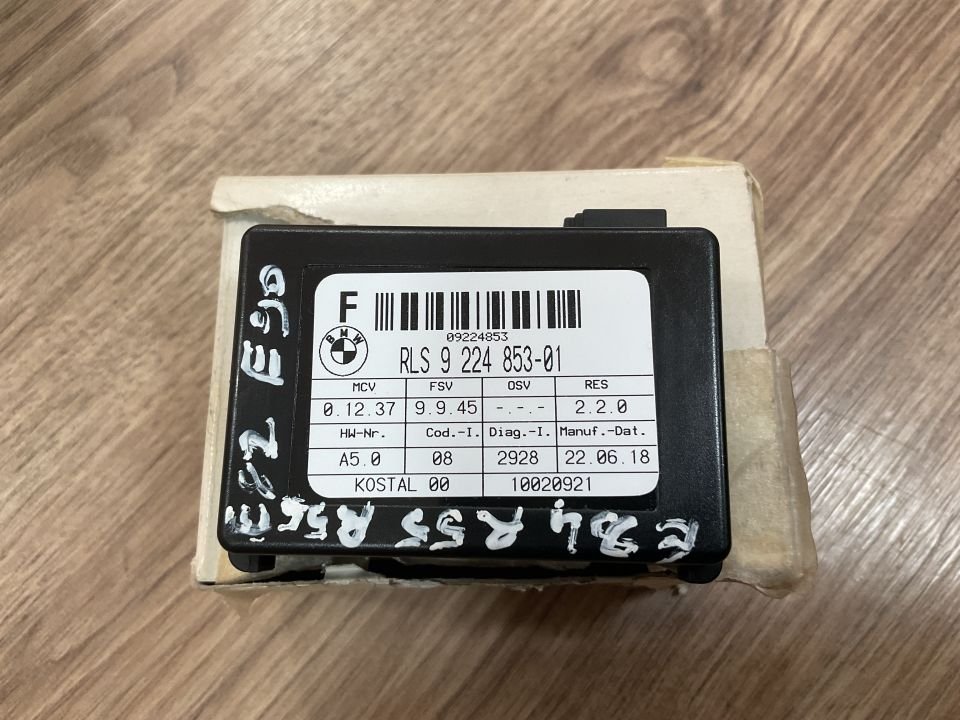 F
09224853
BMW
RLS 9 224 853-01
MCV FSV OSV RES
0.12.37 9.9.45 -.-.- 2.2.0
HW-Nr. Cod.-I. Diag.-I. Manuf.-Dat.
A5.0 08 2928 22.06.18
KOSTAL 00 10020921
E82 E90
E84 R55 R56